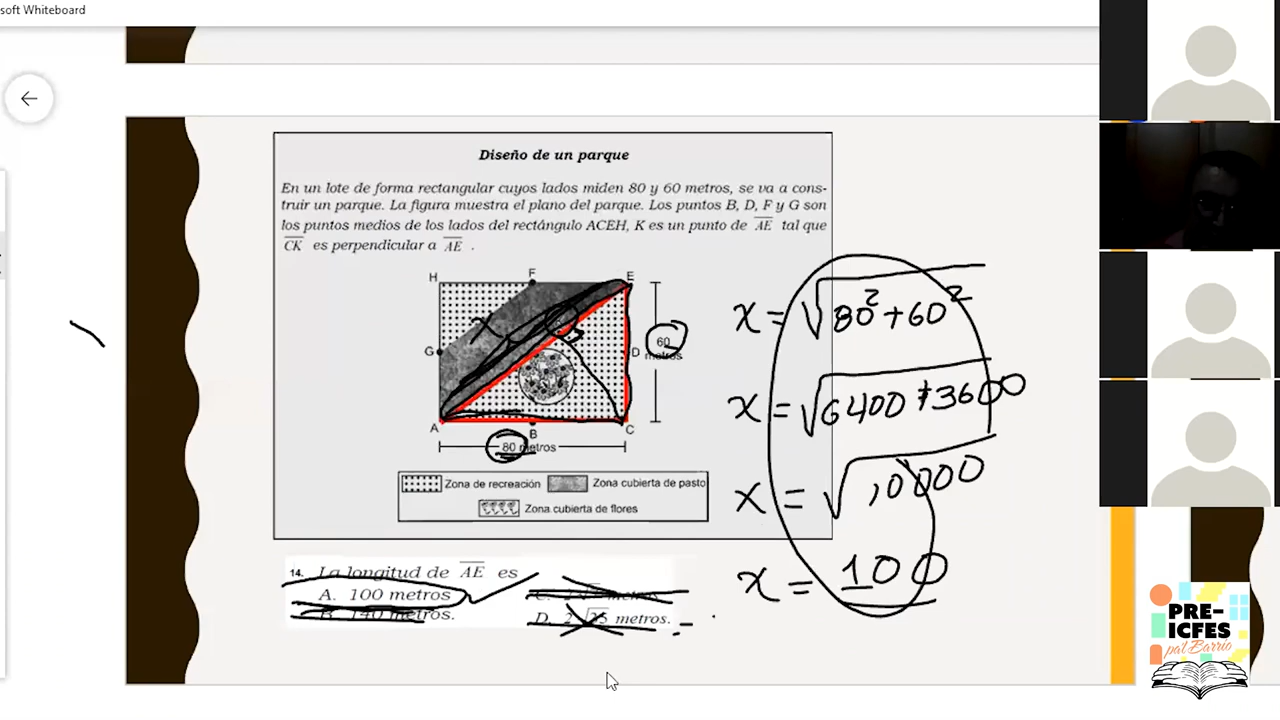 soft Whiteboard
Diseño de un parque
En un lote de forma rectangular cuyos lados miden 80 y 60 metros, se va a cons-
truir un parque. La figura muestra el plano del parque. Los puntos B, D, F y G son
los puntos medios de los lados del rectángulo ACEH, K es un punto de AE tal que
CK es perpendicular a AE .
H F E
G D
60 metros
A B C
80 metros
Zona de recreación Zona cubierta de pasto
Zona cubierta de flores
x = √80²+60²
x = √6400+3600
x = √10000
x = 100
x
14. La longitud de AE es
A. 100 metros
B. 140 metros.
D. 2√25 metros.
PRE-
ICFES
pal Barrio